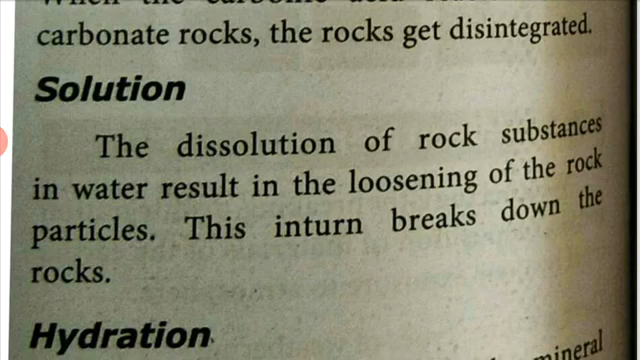 carbonate rocks, the rocks get disintegrated.
Solution
The dissolution of rock substances
in water result in the loosening of the rock
particles. This inturn breaks down the
rocks.
Hydration
mineral